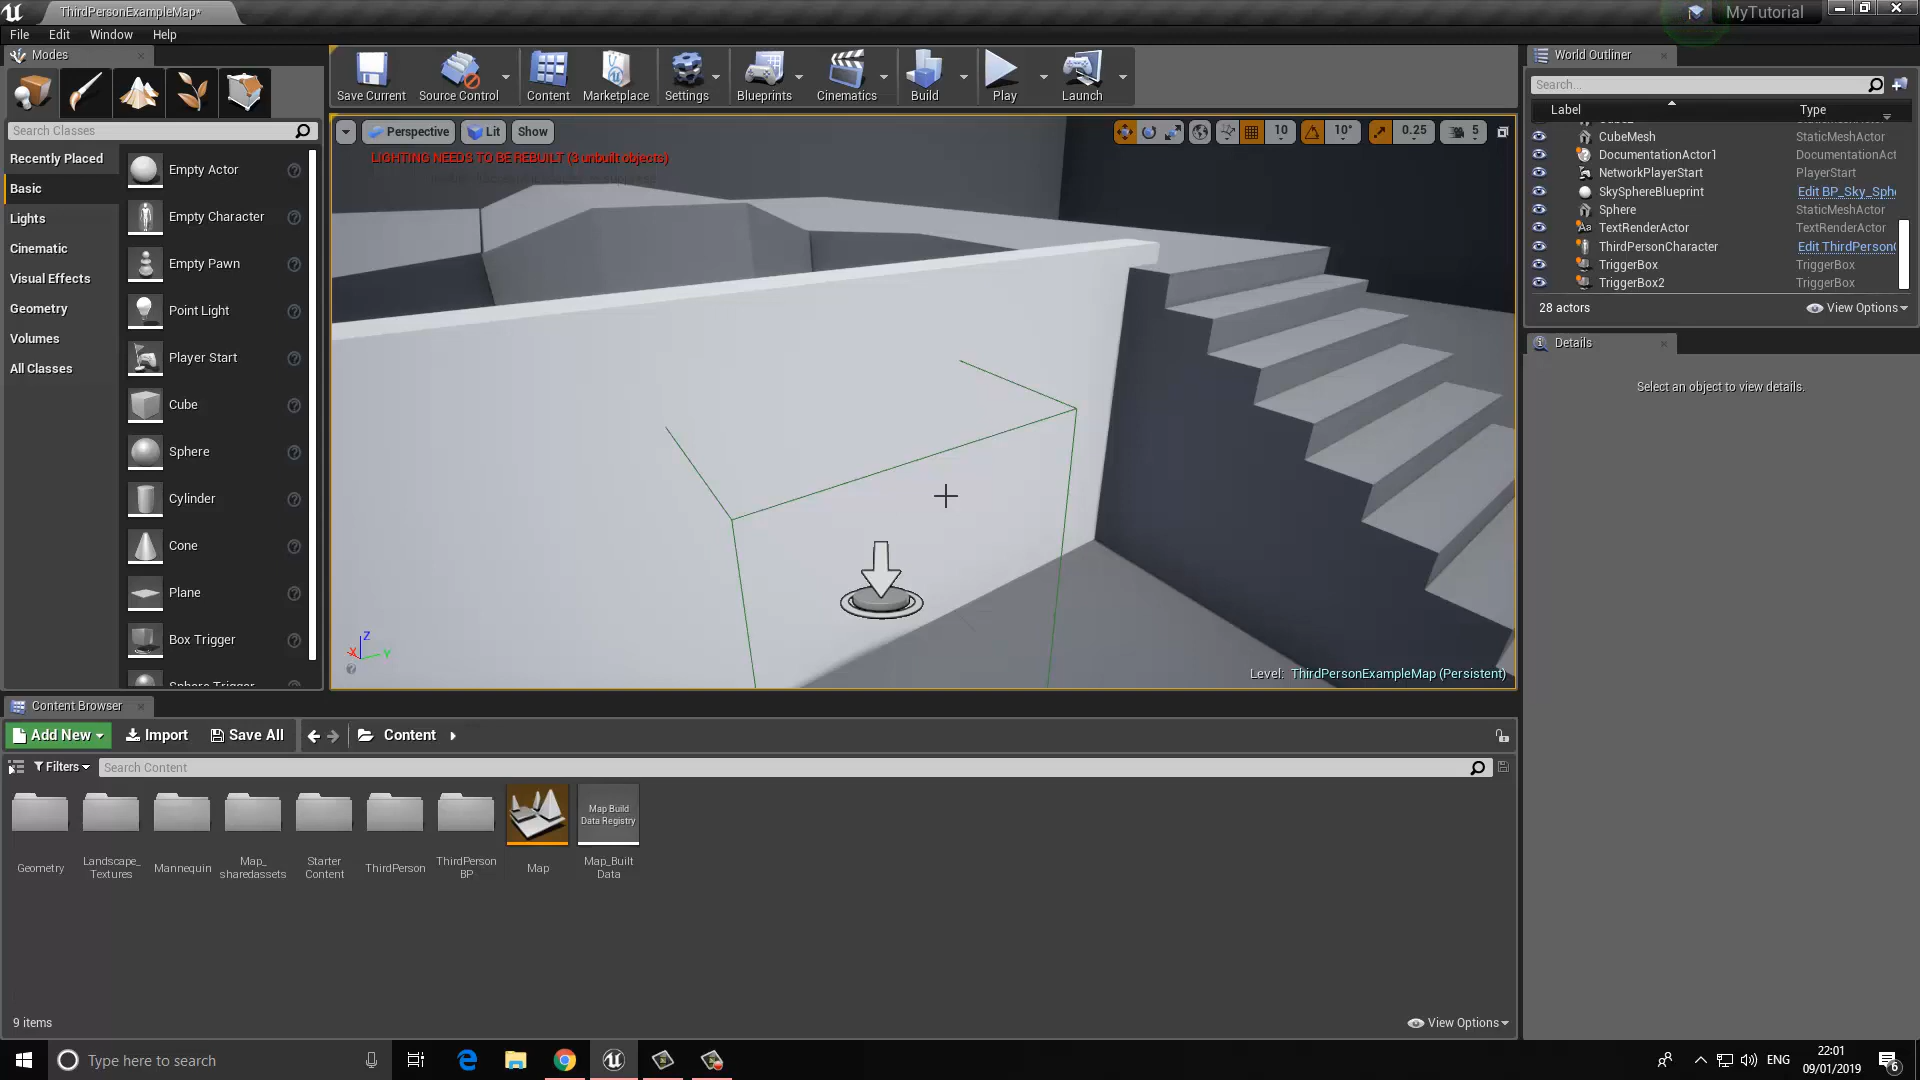 ThirdPersonExampleMap*
MyTutorial
File Edit Window Help
Modes
Save Current
Source Control
Content
Marketplace
Settings
Blueprints
Cinematics
Build
Play
Launch
Search Classes
Recently Placed
Basic
Lights
Cinematic
Visual Effects
Geometry
Volumes
All Classes
Empty Actor
Empty Character
Empty Pawn
Point Light
Player Start
Cube
Sphere
Cylinder
Cone
Plane
Box Trigger
Perspective Lit Show
10 10° 0.25 5
LIGHTING NEEDS TO BE REBUILT (3 unbuilt objects)
Z
X Y
Level: ThirdPersonExampleMap (Persistent)
World Outliner
Search...
Label Type
CubeMesh StaticMeshActor
DocumentationActor1 DocumentationAct
NetworkPlayerStart PlayerStart
SkySphereBlueprint Edit BP_Sky_Sph
Sphere StaticMeshActor
TextRenderActor TextRenderActor
ThirdPersonCharacter Edit ThirdPerson
TriggerBox TriggerBox
TriggerBox2 TriggerBox
28 actors View Options
Details
Select an object to view details.
Content Browser
Add New Import Save All Content
Filters Search Content
Map Build
Data Registry
Geometry
Landscape_
Textures
Mannequin
Map_
sharedassets
Starter
Content
ThirdPerson
ThirdPerson
BP
Map
Map_Built
Data
9 items View Options
Type here to search
ENG
22:01
09/01/2019
6